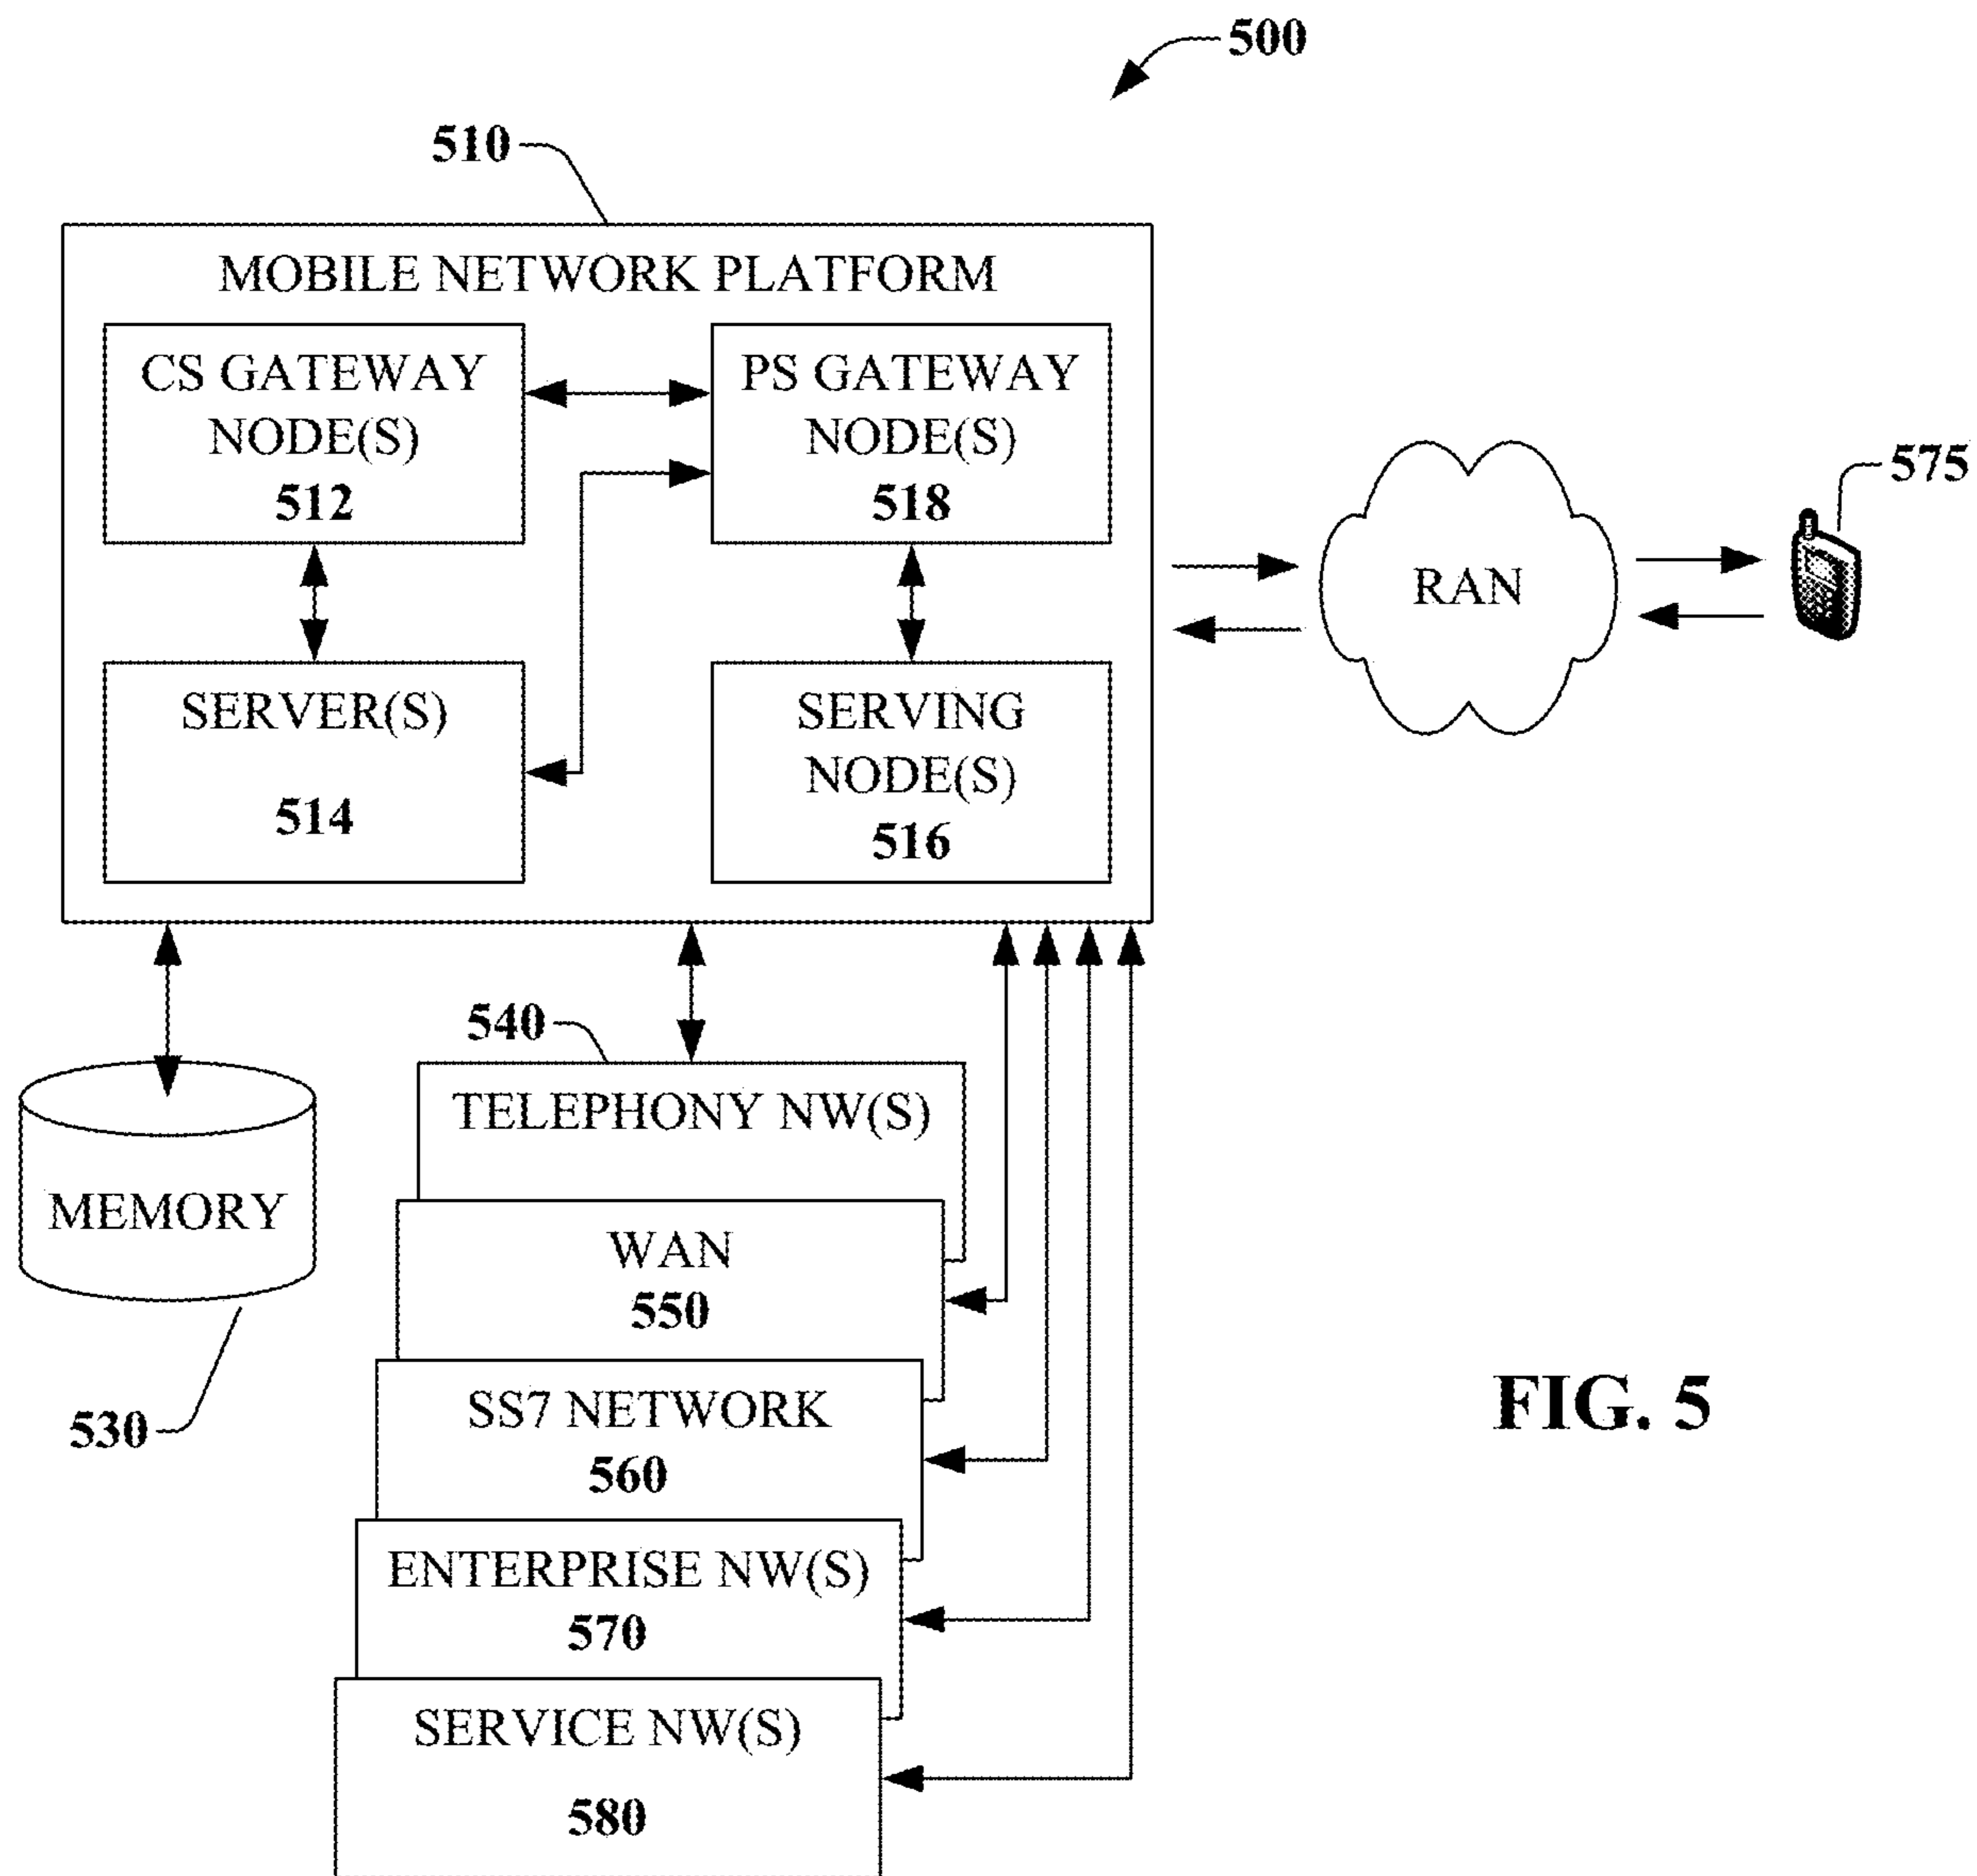 500
510
MOBILE NETWORK PLATFORM
CS GATEWAY
NODE(S)
512
PS GATEWAY
NODE(S)
518
SERVER(S)
514
SERVING
NODE(S)
516
RAN
575
540
TELEPHONY NW(S)
MEMORY
530
WAN
550
SS7 NETWORK
560
ENTERPRISE NW(S)
570
SERVICE NW(S)
580
FIG. 5